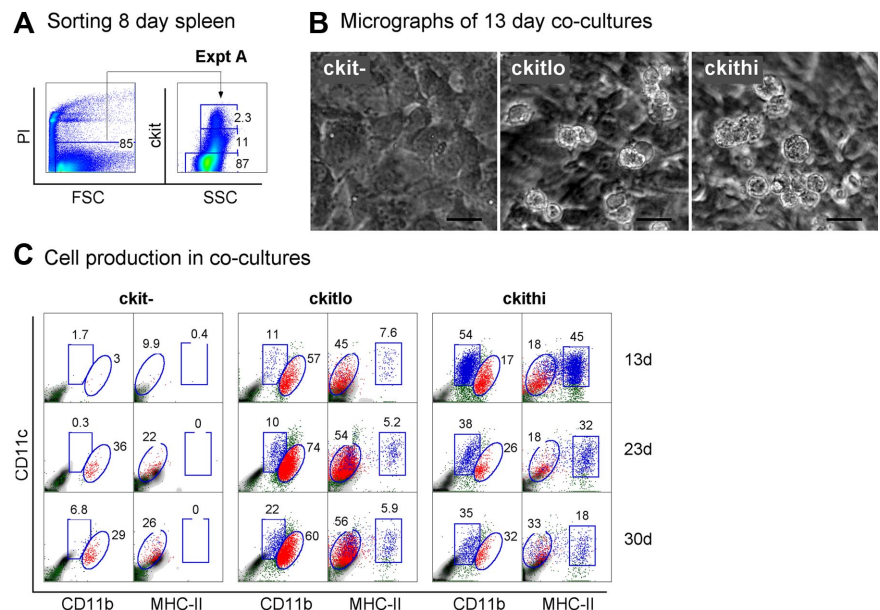 A Sorting 8 day spleen
Expt A
PI
85
FSC
ckit
2.3
11
87
SSC
B Micrographs of 13 day co-cultures
ckit-
ckitlo
ckithi
C Cell production in co-cultures
ckit- ckitlo ckithi
CD11c
1.7 3 9.9 0.4 11 57 45 7.6 54 17 18 45 13d
0.3 36 22 0 10 74 54 5.2 38 26 18 32 23d
6.8 29 26 0 22 60 56 5.9 35 32 33 18 30d
CD11b MHC-II CD11b MHC-II CD11b MHC-II